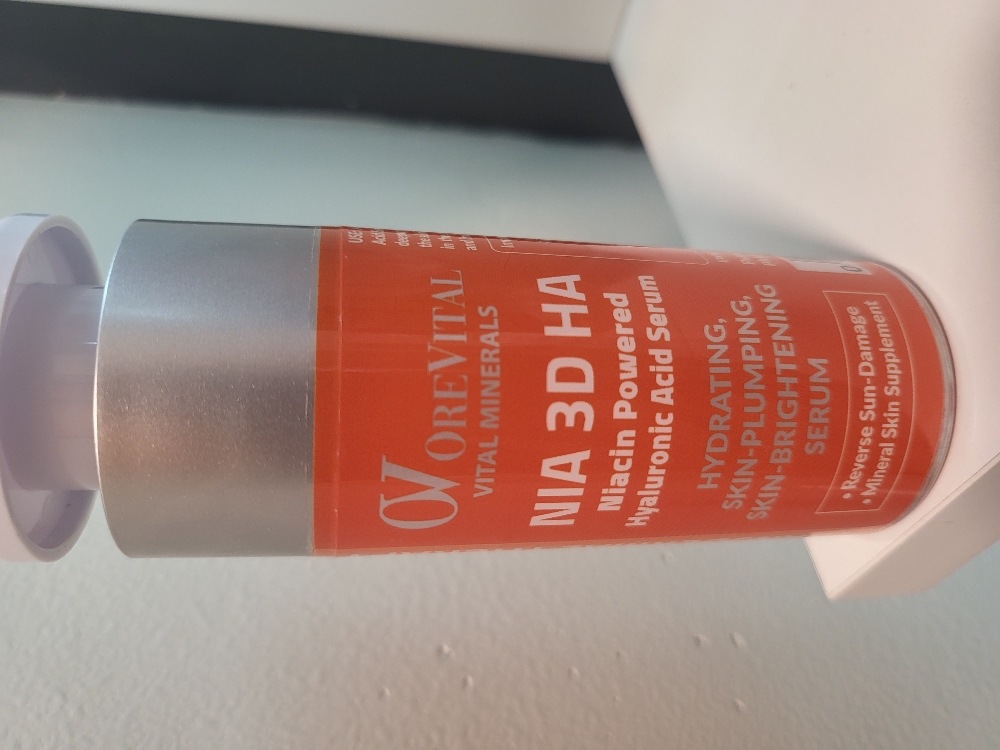 OV OREVITAL
VITAL MINERALS
NIA 3D HA
Niacin Powered
Hyaluronic Acid Serum
HYDRATING,
SKIN-PLUMPING,
SKIN-BRIGHTENING
SERUM
• Reverse Sun-Damage
• Mineral Skin Supplement